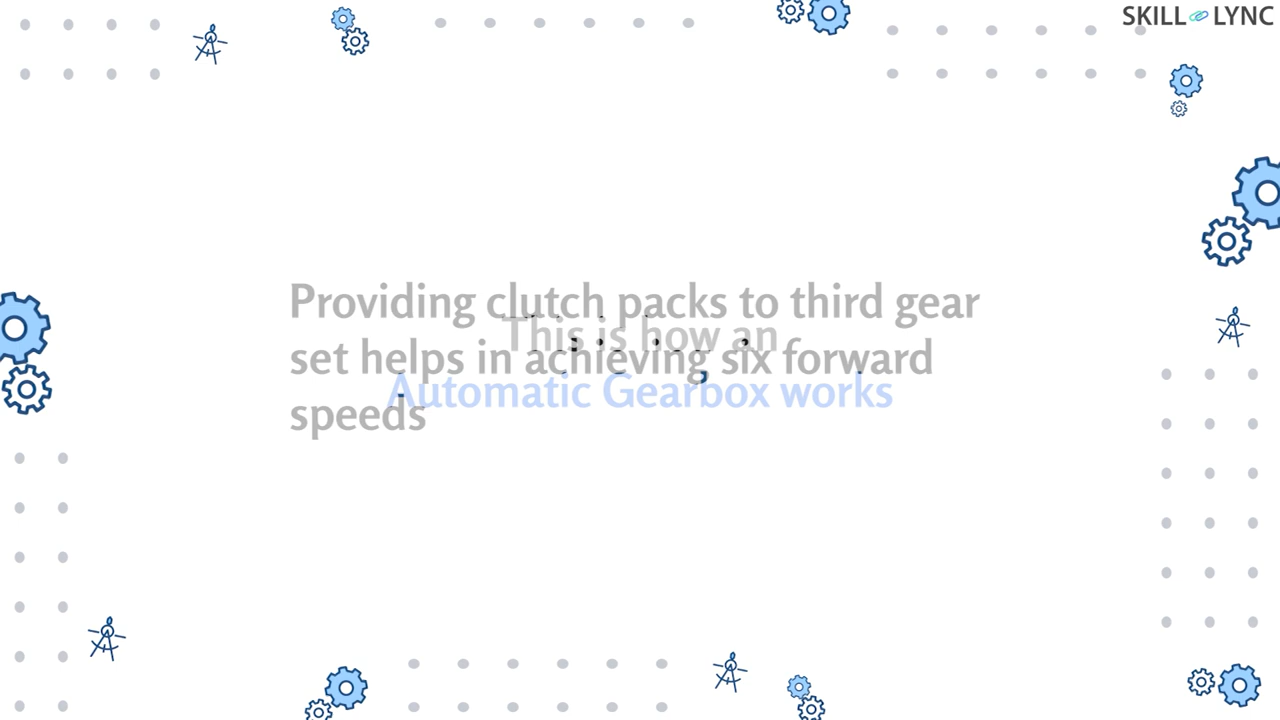 SKILL LYNC
Providing clutch packs to third gear
set helps in achieving six forward
speeds
This is how an
Automatic Gearbox works